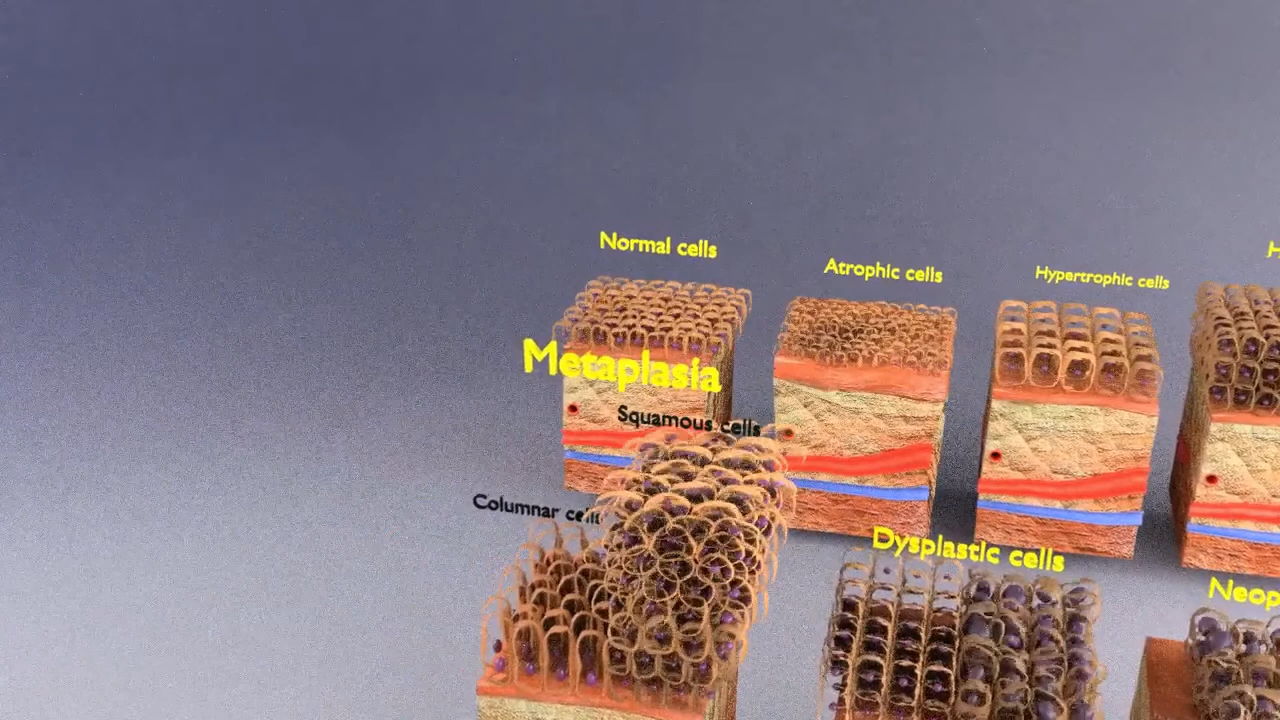 Normal cells
Atrophic cells
Hypertrophic cells
Metaplasia
Squamous cells
Columnar cells
Dysplastic cells